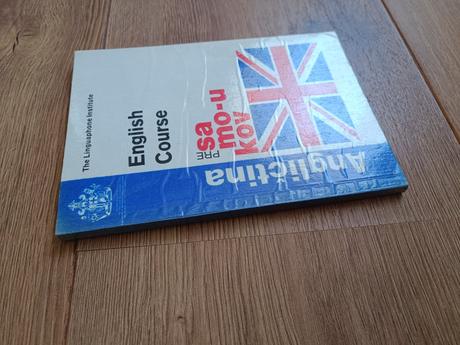 The Linguaphone Institute
English
Course
PRE
sa
mo-u
kov
Angličtina